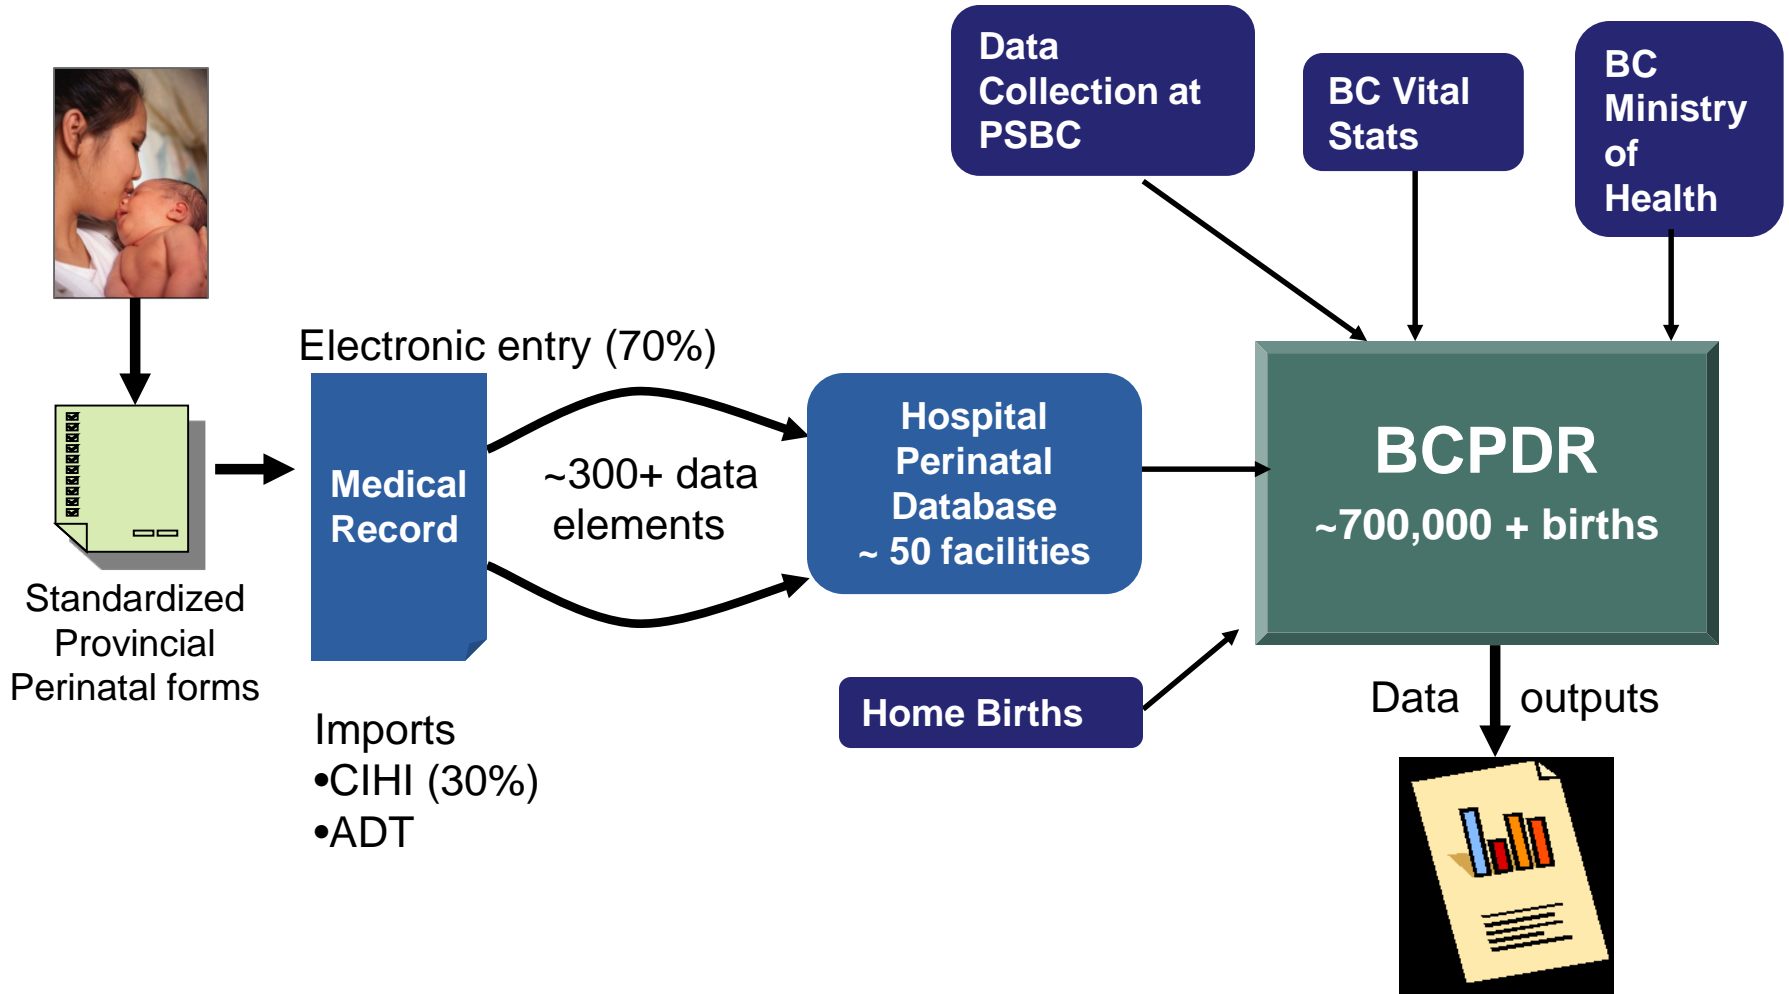 Data
Collection at
PSBC
BC Vital
Stats
BC
Ministry
of
Health
Electronic entry (70%)
Medical
Record
~300+ data
elements
Hospital
Perinatal
Database
~ 50 facilities
BCPDR
~700,000 + births
Standardized
Provincial
Perinatal forms
Imports
•CIHI (30%)
•ADT
Home Births
Data outputs